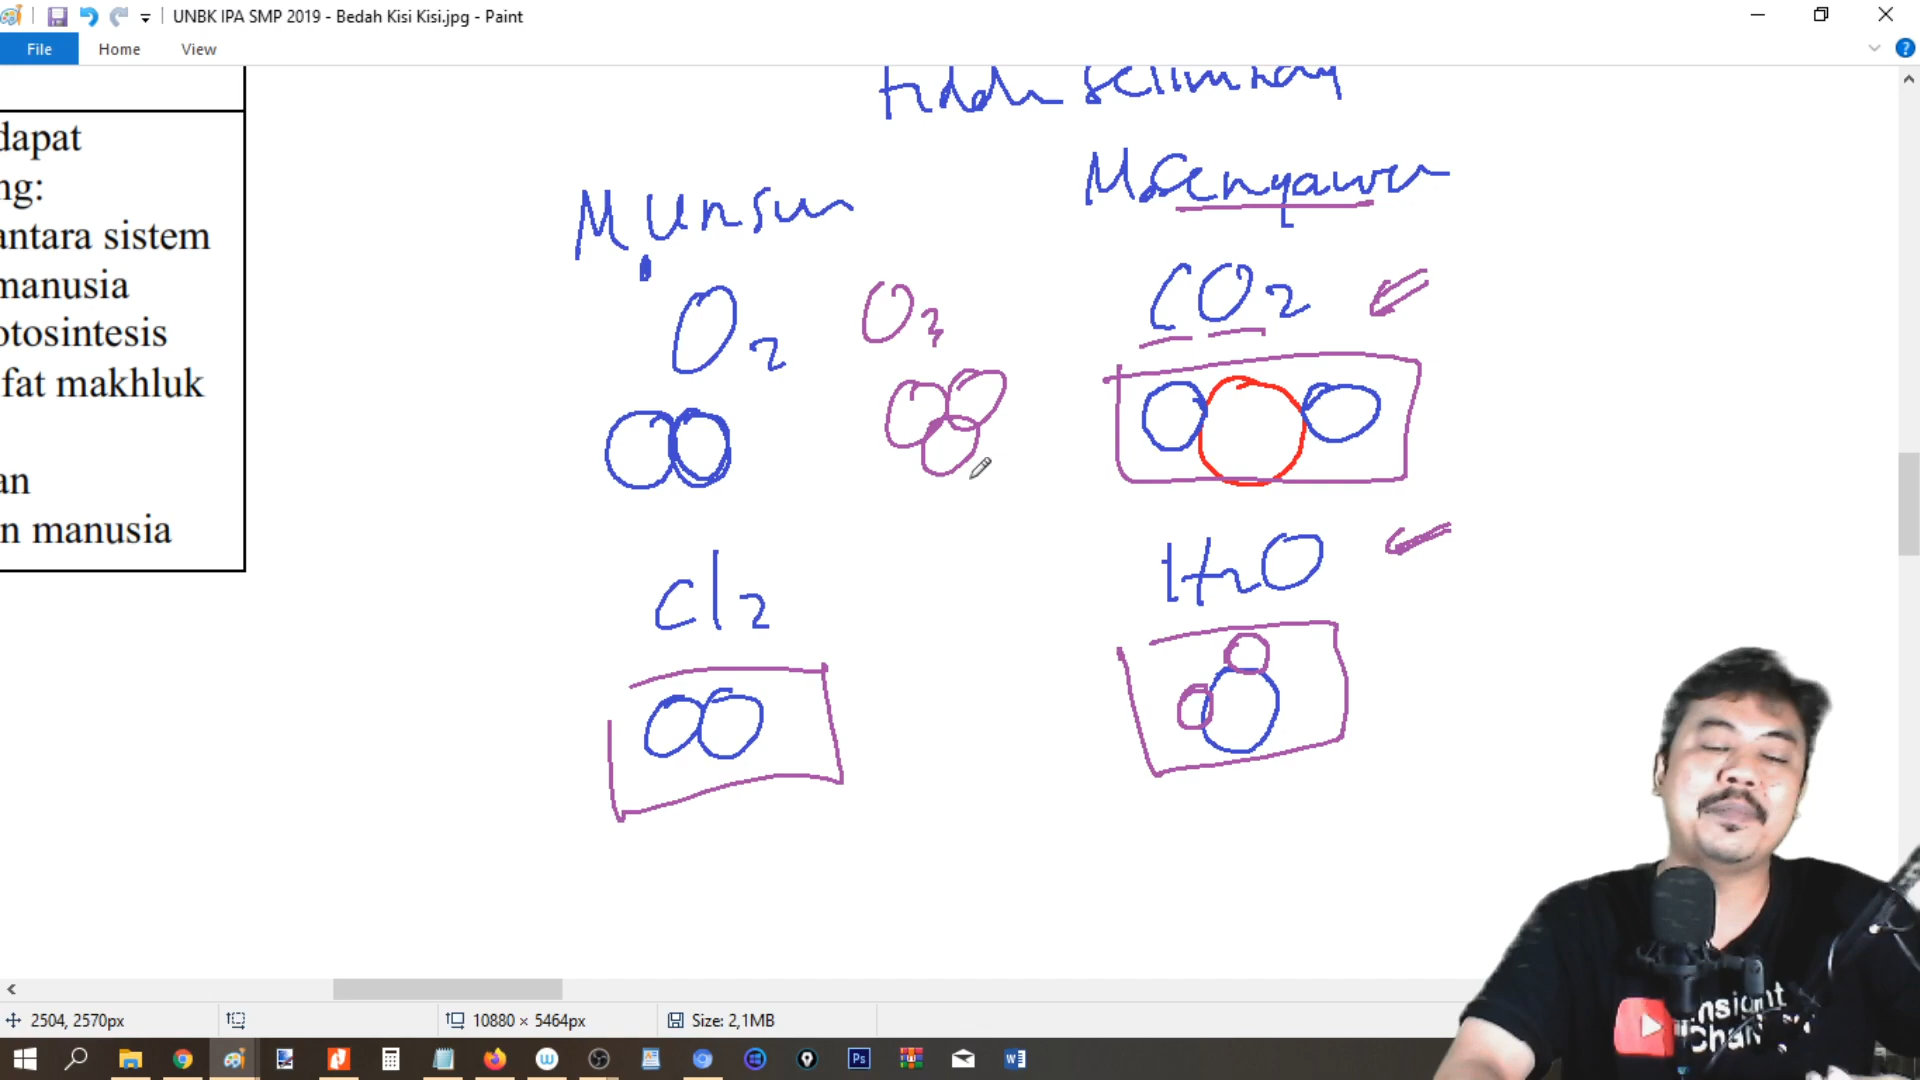 UNBK IPA SMP 2019 - Bedah Kisi Kisi.jpg - Paint
File Home View
dapat
ng:
antara sistem
manusia
otosintesis
fat makhluk
an
n manusia
tidak
M. Unsur M. Senyawa
O2 O3 CO2
Cl2 H2O
2504, 2570px 10880 × 5464px Size: 2,1MB
Ps